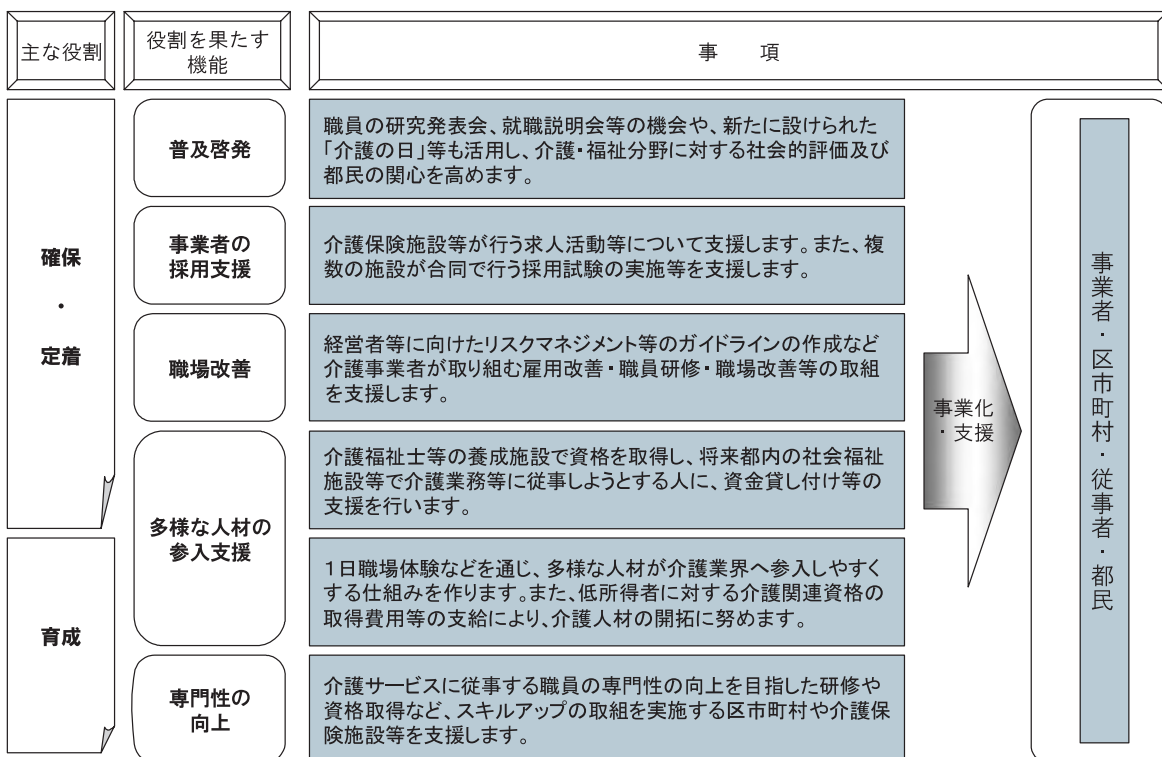 主な役割
役割を果たす
機能
事　項
確保
・
定着
普及啓発
職員の研究発表会、就職説明会等の機会や、新たに設けられた
「介護の日」等も活用し、介護・福祉分野に対する社会的評価及び
都民の関心を高めます。
事業者の
採用支援
介護保険施設等が行う求人活動等について支援します。また、複
数の施設が合同で行う採用試験の実施等を支援します。
職場改善
経営者等に向けたリスクマネジメント等のガイドラインの作成など
介護事業者が取り組む雇用改善・職員研修・職場改善等の取組
を支援します。
多様な人材の
参入支援
介護福祉士等の養成施設で資格を取得し、将来都内の社会福祉
施設等で介護業務等に従事しようとする人に、資金貸し付け等の
支援を行います。
育成
１日職場体験などを通じ、多様な人材が介護業界へ参入しやすく
する仕組みを作ります。また、低所得者に対する介護関連資格の
取得費用等の支給により、介護人材の開拓に努めます。
専門性の
向上
介護サービスに従事する職員の専門性の向上を目指した研修や
資格取得など、スキルアップの取組を実施する区市町村や介護保
険施設等を支援します。
事業化
・支援
事業者・区市町村・従事者・都民